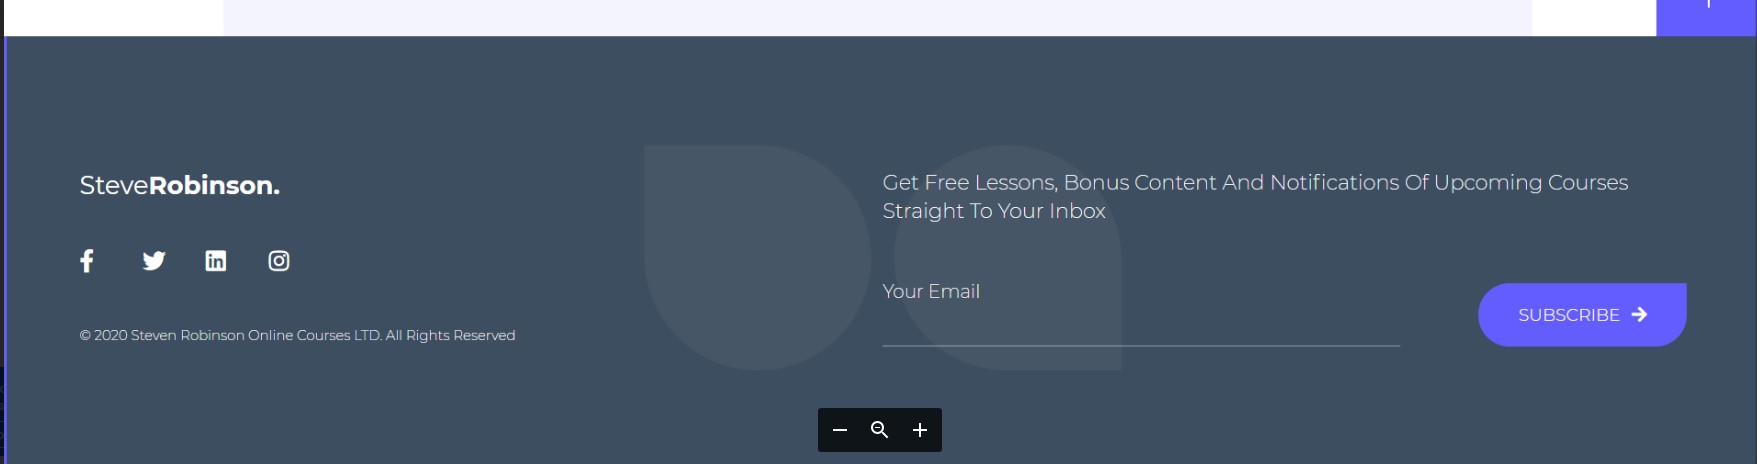 SteveRobinson.
© 2020 Steven Robinson Online Courses LTD. All Rights Reserved
Get Free Lessons, Bonus Content And Notifications Of Upcoming Courses
Straight To Your Inbox
Your Email
SUBSCRIBE